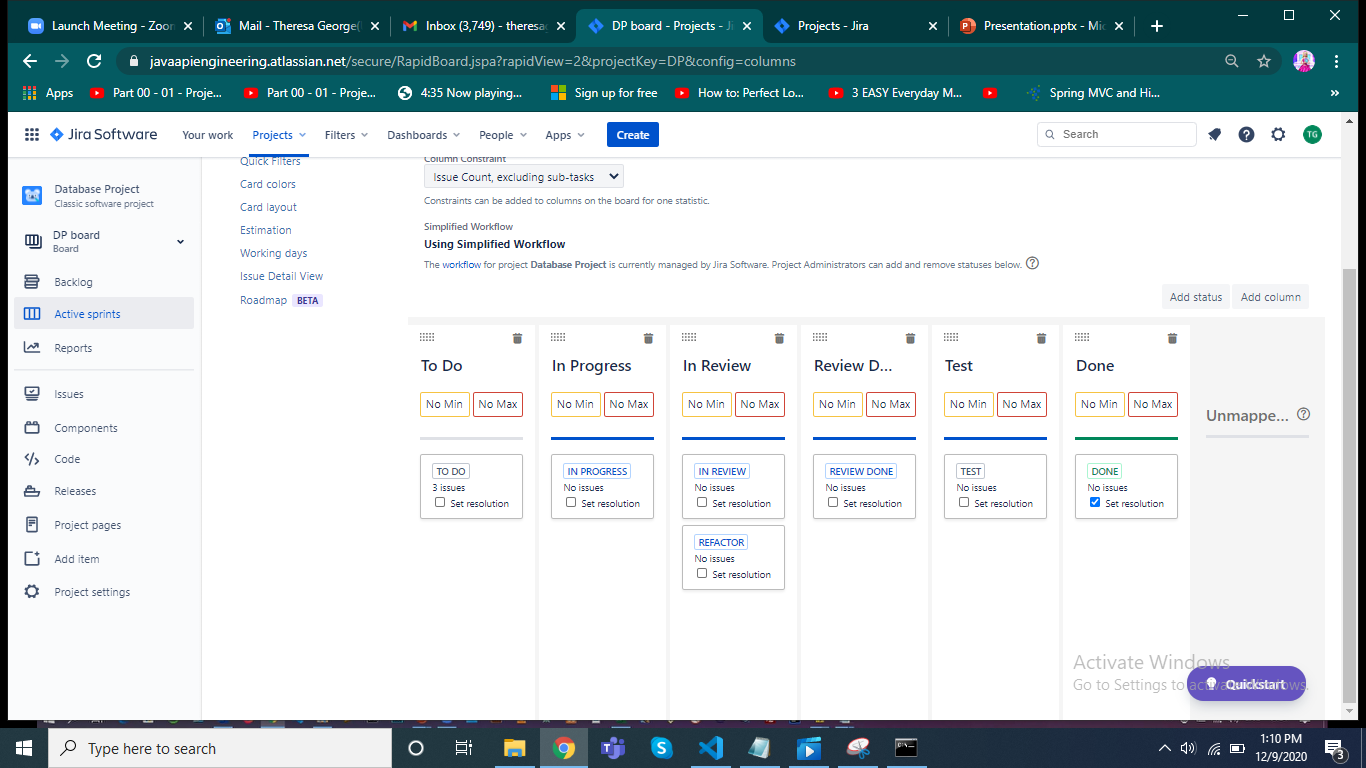 Launch Meeting - Zoon
Mail - Theresa George(
Inbox (3,749) - theresag
DP board - Projects - Ji
Projects - Jira
Presentation.pptx - Mic
javaapiengineering.atlassian.net/secure/RapidBoard.jspa?rapidView=2&projectKey=DP&config=columns
Apps
Part 00 - 01 - Proje...
Part 00 - 01 - Proje...
4:35 Now playing...
Sign up for free
How to: Perfect Lo...
3 EASY Everyday M...
Spring MVC and Hi...
»
Jira Software
Your work
Projects
Filters
Dashboards
People
Apps
Create
Search
TG
Database Project
Classic software project
DP board
Board
Backlog
Active sprints
Reports
Issues
Components
Code
Releases
Project pages
Add item
Project settings
Quick Filters
Card colors
Card layout
Estimation
Working days
Issue Detail View
Roadmap BETA
Column Constraint
Issue Count, excluding sub-tasks
Constraints can be added to columns on the board for one statistic.
Simplified Workflow
Using Simplified Workflow
The workflow for project Database Project is currently managed by Jira Software. Project Administrators can add and remove statuses below.
Add status
Add column
To Do
No Min
No Max
TO DO
3 issues
Set resolution
In Progress
No Min
No Max
IN PROGRESS
No issues
Set resolution
In Review
No Min
No Max
IN REVIEW
No issues
Set resolution
REFACTOR
No issues
Set resolution
Review D...
No Min
No Max
REVIEW DONE
No issues
Set resolution
Test
No Min
No Max
TEST
No issues
Set resolution
Done
No Min
No Max
DONE
No issues
Set resolution
Unmappe...
Activate Windows
Go to Settings to activate Windows.
Quickstart
Type here to search
1:10 PM
12/9/2020
3